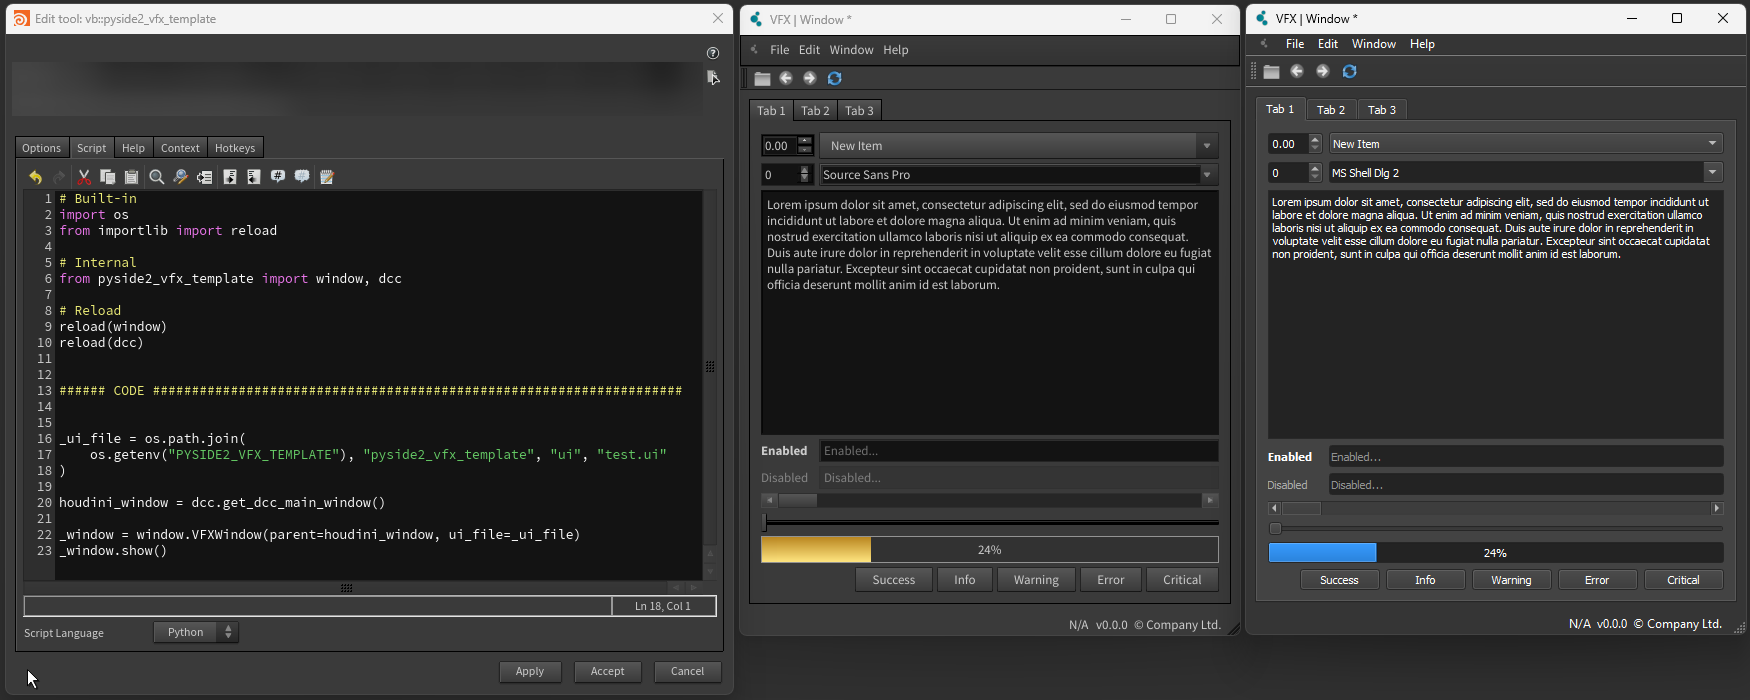 Edit tool: vb::pyside2_vfx_template
Options Script Help Context Hotkeys
1 # Built-in
2 import os
3 from importlib import reload
4
5 # Internal
6 from pyside2_vfx_template import window, dcc
7
8 # Reload
9 reload(window)
10 reload(dcc)
11
12
13 ###### CODE ####################################################################
14
15
16 _ui_file = os.path.join(
17 os.getenv("PYSIDE2_VFX_TEMPLATE"), "pyside2_vfx_template", "ui", "test.ui"
18 )
19
20 houdini_window = dcc.get_dcc_main_window()
21
22 _window = window.VFXWindow(parent=houdini_window, ui_file=_ui_file)
23 _window.show()
Ln 18, Col 1
Script Language Python
Apply Accept Cancel
VFX | Window *
File Edit Window Help
Tab 1 Tab 2 Tab 3
0.00 New Item
0 Source Sans Pro
Lorem ipsum dolor sit amet, consectetur adipiscing elit, sed do eiusmod tempor
incididunt ut labore et dolore magna aliqua. Ut enim ad minim veniam, quis
nostrud exercitation ullamco laboris nisi ut aliquip ex ea commodo consequat.
Duis aute irure dolor in reprehenderit in voluptate velit esse cillum dolore eu fugiat
nulla pariatur. Excepteur sint occaecat cupidatat non proident, sunt in culpa qui
officia deserunt mollit anim id est laborum.
Enabled Enabled...
Disabled Disabled...
24%
Success Info Warning Error Critical
N/A v0.0.0 © Company Ltd.
VFX | Window *
File Edit Window Help
Tab 1 Tab 2 Tab 3
0.00 New Item
0 MS Shell Dlg 2
Lorem ipsum dolor sit amet, consectetur adipiscing elit, sed do eiusmod tempor incididunt ut
labore et dolore magna aliqua. Ut enim ad minim veniam, quis nostrud exercitation ullamco
laboris nisi ut aliquip ex ea commodo consequat. Duis aute irure dolor in reprehenderit in
voluptate velit esse cillum dolore eu fugiat nulla pariatur. Excepteur sint occaecat cupidatat
non proident, sunt in culpa qui officia deserunt mollit anim id est laborum.
Enabled Enabled...
Disabled Disabled...
24%
Success Info Warning Error Critical
N/A v0.0.0 © Company Ltd.